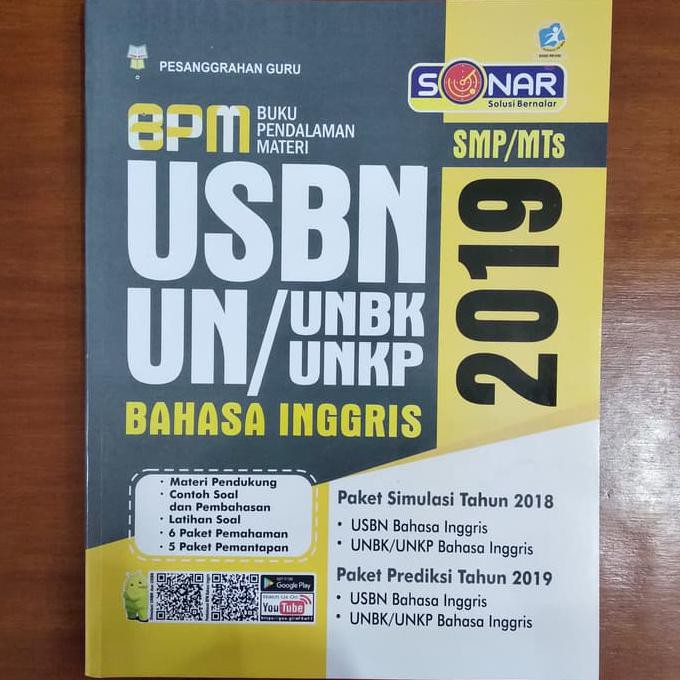 PESANGGRAHAN GURU
SONAR
Solusi Bernalar
BPM
BUKU
PENDALAMAN
MATERI
SMP/MTs
USBN
UN/UNBK
UNKP
2019
BAHASA INGGRIS
• Materi Pendukung
• Contoh Soal
dan Pembahasan
• Latihan Soal
• 6 Paket Pemahaman
• 5 Paket Pemantapan
Paket Simulasi Tahun 2018
• USBN Bahasa Inggris
• UNBK/UNKP Bahasa Inggris
Paket Prediksi Tahun 2019
• USBN Bahasa Inggris
• UNBK/UNKP Bahasa Inggris
Google Play
YouTube